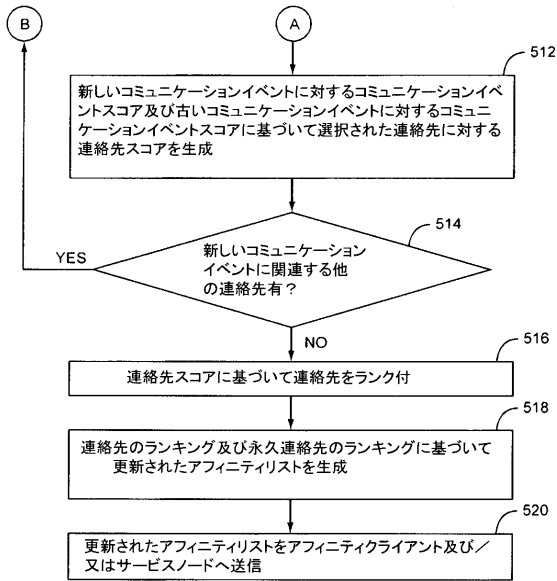 B
A
512
新しいコミュニケーションイベントに対するコミュニケーションイベ
ントスコア及び古いコミュニケーションイベントに対するコミュニ
ケーションイベントスコアに基づいて選択された連絡先に対する
連絡先スコアを生成
514
新しいコミュニケーション
イベントに関連する他
の連絡先有?
YES
NO
516
連絡先スコアに基づいて連絡先をランク付
518
連絡先のランキング及び永久連絡先のランキングに基づいて
更新されたアフィニティリストを生成
520
更新されたアフィニティリストをアフィニティクライアント及び/
又はサービスノードへ送信